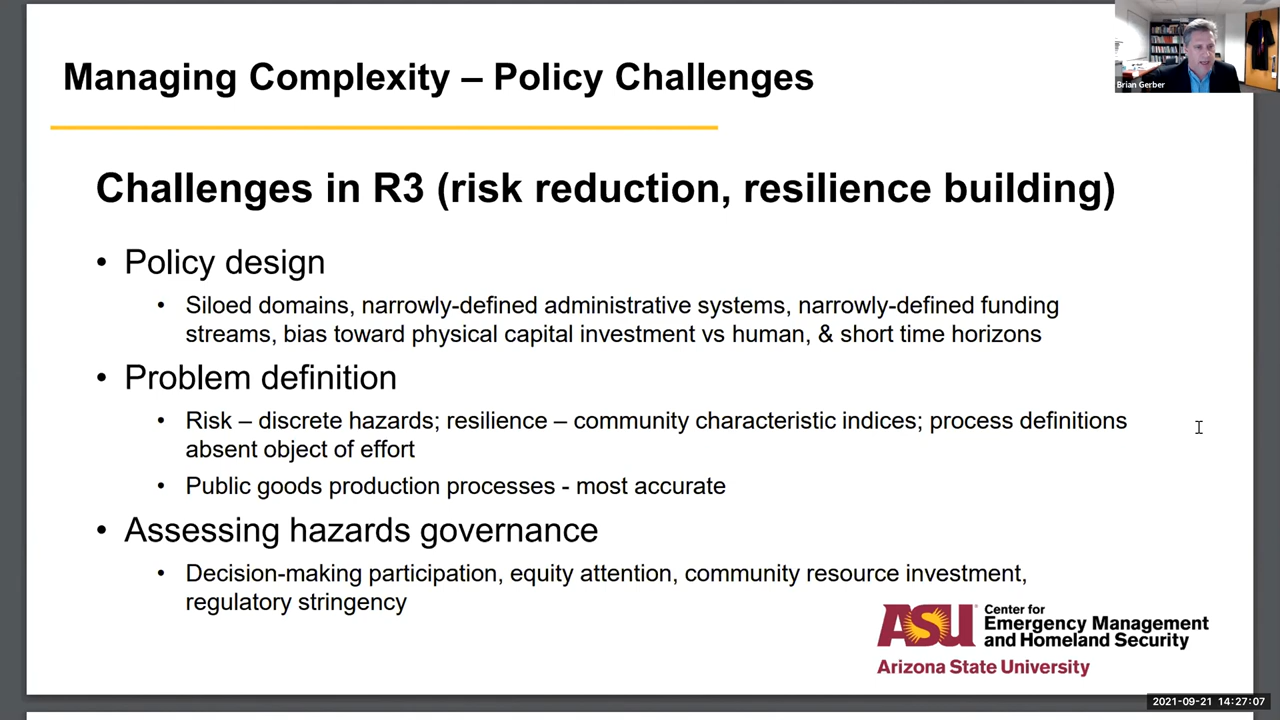 Managing Complexity – Policy Challenges
Brian Gerber
Challenges in R3 (risk reduction, resilience building)
• Policy design
• Siloed domains, narrowly-defined administrative systems, narrowly-defined funding
streams, bias toward physical capital investment vs human, & short time horizons
• Problem definition
• Risk – discrete hazards; resilience – community characteristic indices; process definitions
absent object of effort
• Public goods production processes - most accurate
• Assessing hazards governance
• Decision-making participation, equity attention, community resource investment,
regulatory stringency
ASU
Center for
Emergency Management
and Homeland Security
Arizona State University
2021-09-21 14:27:07